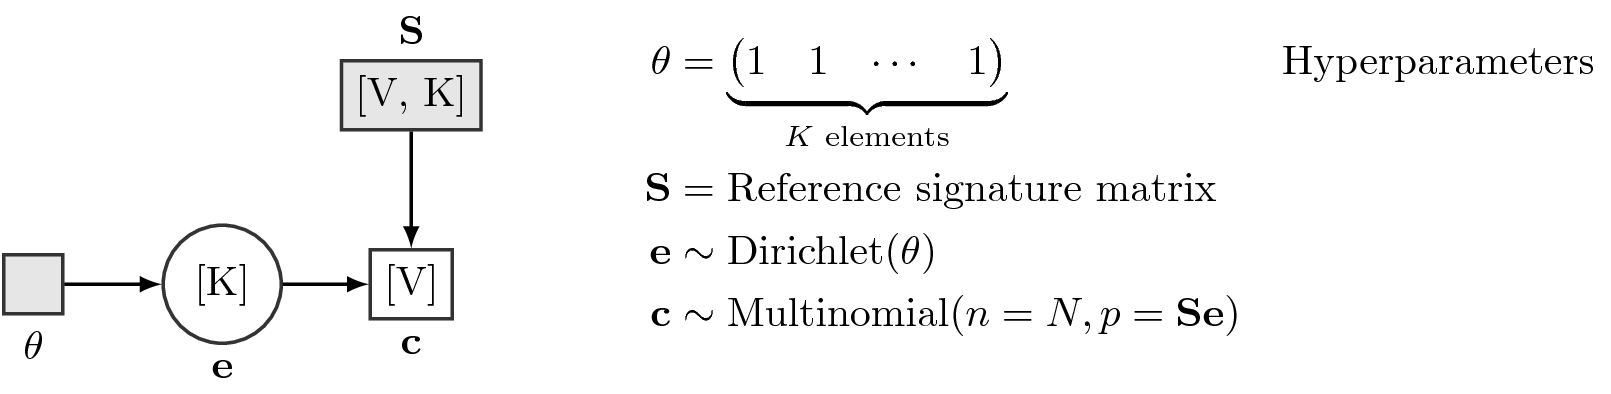 S
[V, K]
[K]
[V]
θ
e
c
θ = (1 1 ⋯ 1)
K elements
Hyperparameters
S = Reference signature matrix
e ∼ Dirichlet(θ)
c ∼ Multinomial(n = N, p = Se)